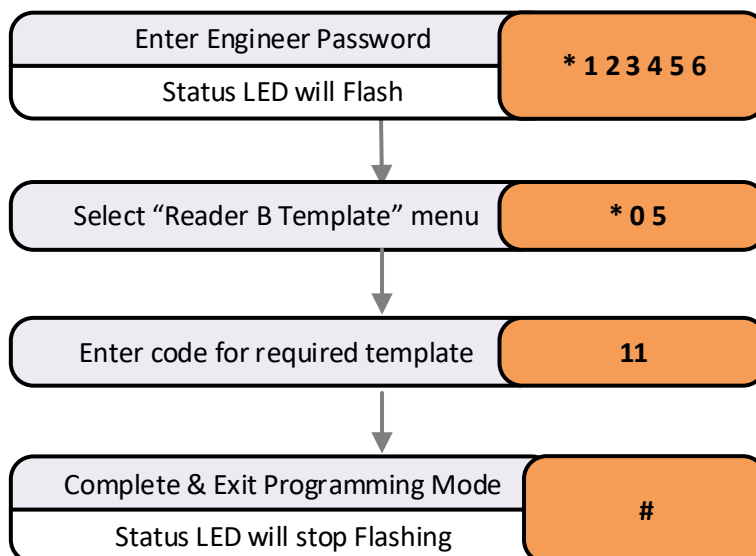 Enter Engineer Password
* 1 2 3 4 5 6
Status LED will Flash
Select “Reader B Template” menu
* 0 5
Enter code for required template
11
Complete & Exit Programming Mode
#
Status LED will stop Flashing